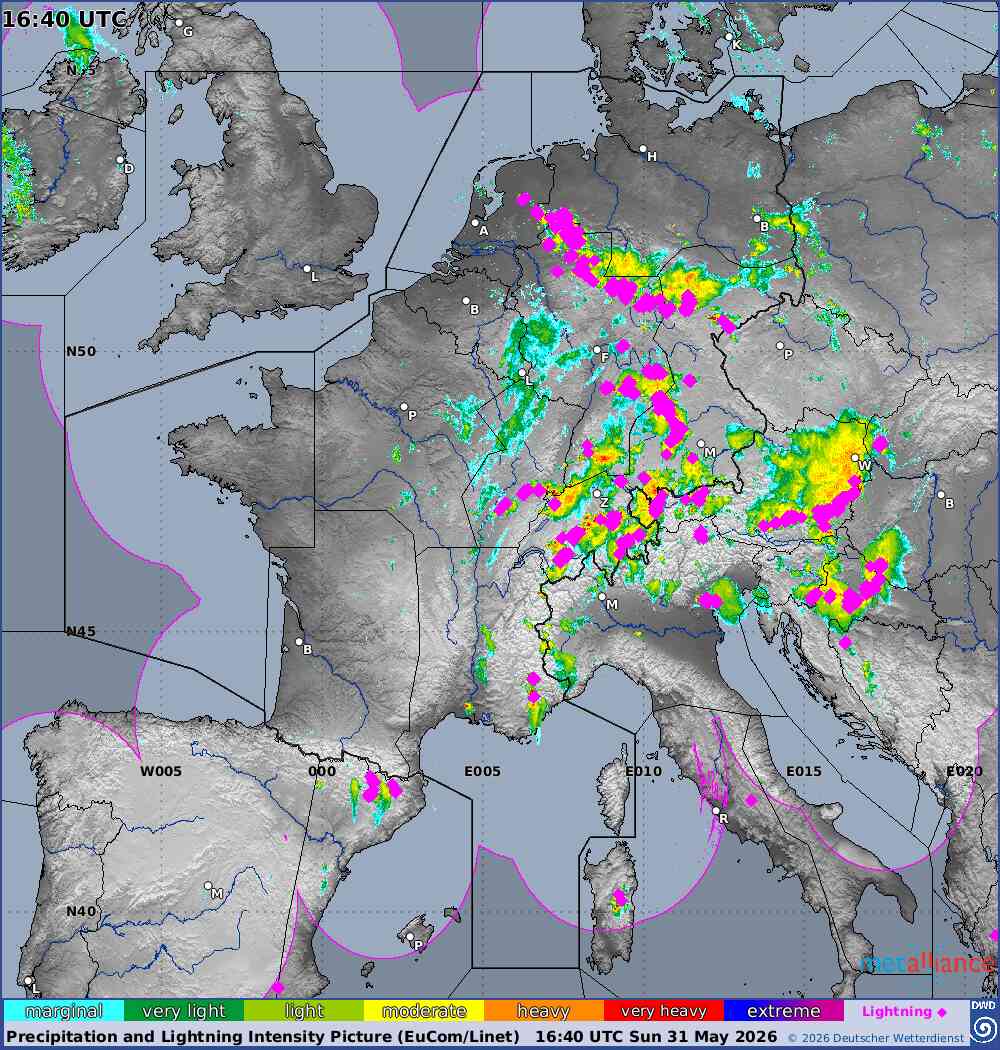 16:40 UTC
G
K
N55
D
H
A
B
L
B
N50
F
P
L
P
M
W
Z
B
M
N45
B
W005
000
E005
E010
E015
E020
R
M
N40
P
metalliance
L
marginal very light light moderate heavy very heavy extreme Lightning
DWD
Precipitation and Lightning Intensity Picture (EuCom/Linet) 16:40 UTC Sun 31 May 2026 © 2026 Deutscher Wetterdienst